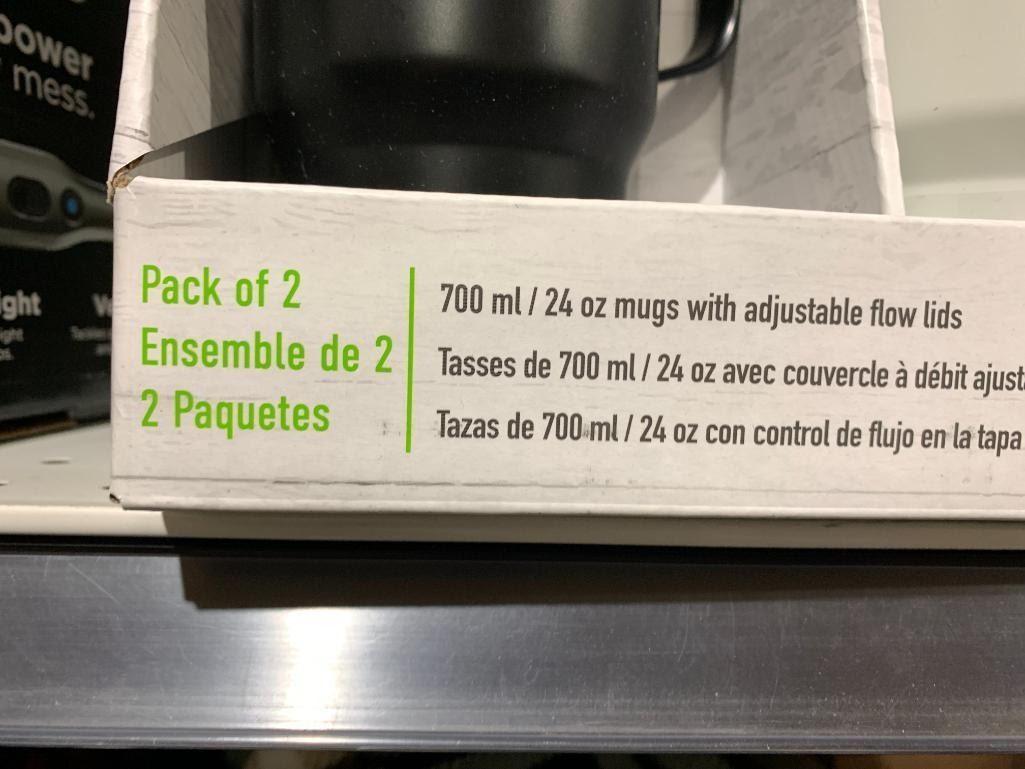 power
mess.
ight
Pack of 2
Ensemble de 2
2 Paquetes
700 ml / 24 oz mugs with adjustable flow lids
Tasses de 700 ml / 24 oz avec couvercle à débit ajust
Tazas de 700 ml / 24 oz con control de flujo en la tapa